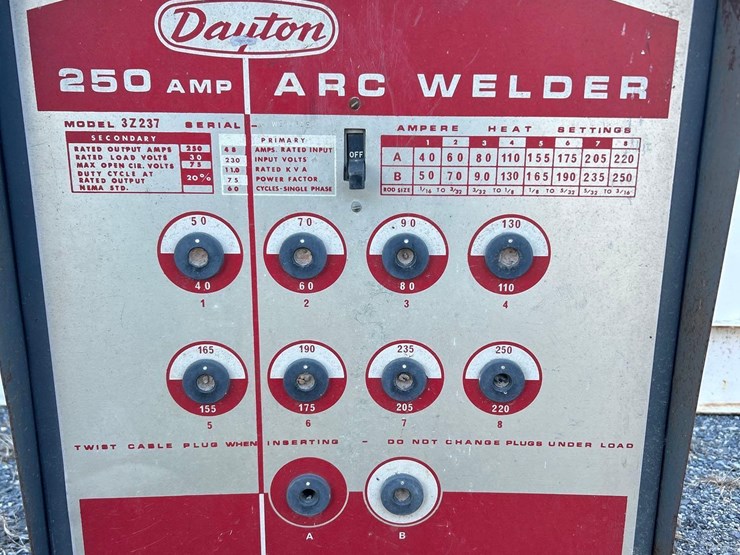 Dayton
250 AMP ARC WELDER
MODEL 3Z237 SERIAL -
SECONDARY
RATED OUTPUT AMPS 250
RATED LOAD VOLTS 30
MAX OPEN CIR. VOLTS 75
DUTY CYCLE AT
RATED OUTPUT 20%
NEMA STD.
PRIMARY
48 AMPS. RATED INPUT
230 INPUT VOLTS
11.0 RATED KVA
75 POWER FACTOR
60 CYCLES-SINGLE PHASE
OFF
AMPERE HEAT SETTINGS
1 2 3 4 5 6 7 8
A 40 60 80 110 155 175 205 220
B 50 70 90 130 165 190 235 250
ROD SIZE 1/16 TO 3/32 3/32 TO 1/8 1/8 TO 5/32 5/32 TO 3/16
50 70 90 130
40 60 80 110
1 2 3 4
165 190 235 250
155 175 205 220
5 6 7 8
TWIST CABLE PLUG WHEN INSERTING - DO NOT CHANGE PLUGS UNDER LOAD
A B